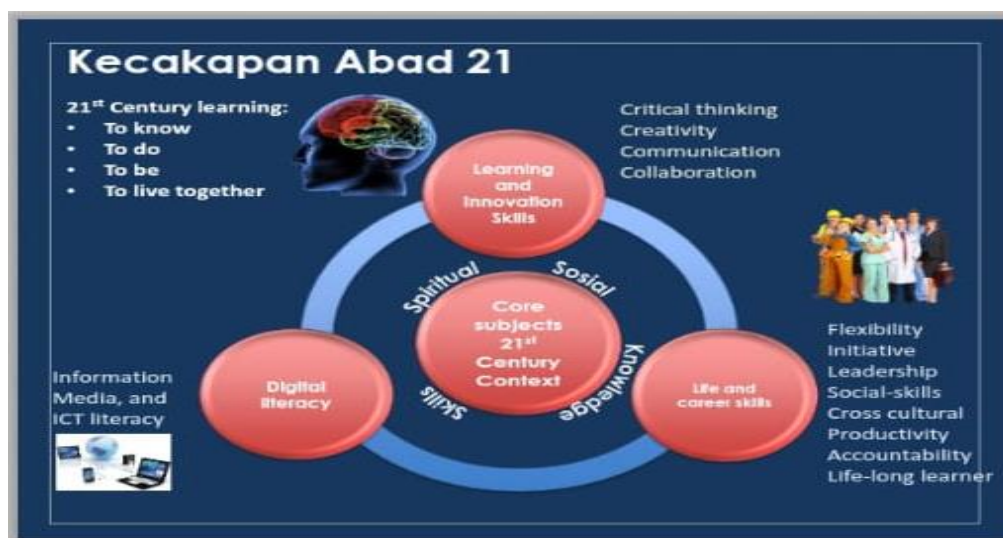 Kecakapan Abad 21
21st Century learning:
• To know
• To do
• To be
• To live together
Critical thinking
Creativity
Communication
Collaboration
Learning
and
Innovation
Skills
Spiritual
Sosial
Core
subjects
21st
Century
Context
Skills
Knowledge
Digital
literacy
Life and
career skills
Information
Media, and
ICT literacy
Flexibility
Initiative
Leadership
Social-skills
Cross cultural
Productivity
Accountability
Life-long learner